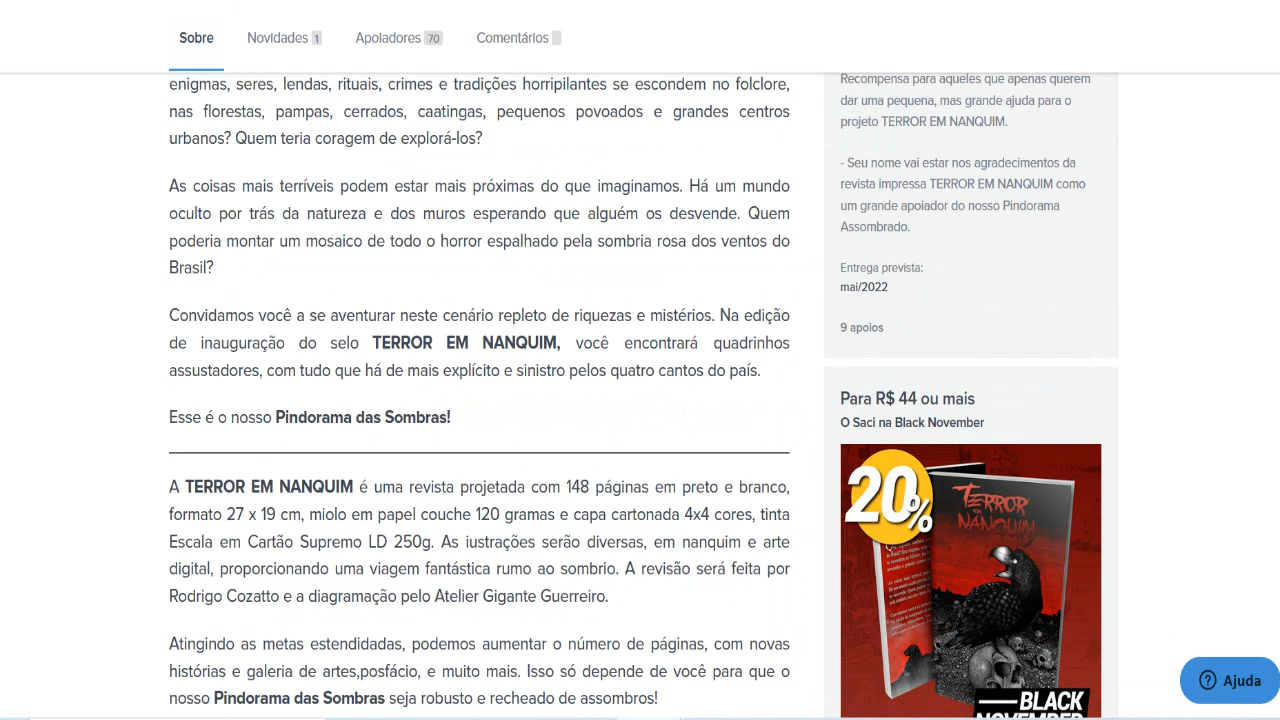 Sobre
Novidades 1
Apoiadores 70
Comentários
enigmas, seres, lendas, rituais, crimes e tradições horripilantes se escondem no folclore,
nas florestas, pampas, cerrados, caatingas, pequenos povoados e grandes centros
urbanos? Quem teria coragem de explorá-los?
As coisas mais terríveis podem estar mais próximas do que imaginamos. Há um mundo
oculto por trás da natureza e dos muros esperando que alguém os desvende. Quem
poderia montar um mosaico de todo o horror espalhado pela sombria rosa dos ventos do
Brasil?
Convidamos você a se aventurar neste cenário repleto de riquezas e mistérios. Na edição
de inauguração do selo TERROR EM NANQUIM, você encontrará quadrinhos
assustadores, com tudo que há de mais explícito e sinistro pelos quatro cantos do país.
Esse é o nosso Pindorama das Sombras!
A TERROR EM NANQUIM é uma revista projetada com 148 páginas em preto e branco,
formato 27 x 19 cm, miolo em papel couche 120 gramas e capa cartonada 4x4 cores, tinta
Escala em Cartão Supremo LD 250g. As iustrações serão diversas, em nanquim e arte
digital, proporcionando uma viagem fantástica rumo ao sombrio. A revisão será feita por
Rodrigo Cozatto e a diagramação pelo Atelier Gigante Guerreiro.
Atingindo as metas estendidadas, podemos aumentar o número de páginas, com novas
histórias e galeria de artes,posfácio, e muito mais. Isso só depende de você para que o
nosso Pindorama das Sombras seja robusto e recheado de assombros!
Recompensa para aqueles que apenas querem
dar uma pequena, mas grande ajuda para o
projeto TERROR EM NANQUIM.
- Seu nome vai estar nos agradecimentos da
revista impressa TERROR EM NANQUIM como
um grande apoiador do nosso Pindorama
Assombrado.
Entrega prevista:
mai/2022
9 apoios
Para R$ 44 ou mais
O Saci na Black November
20%
TERROR
EM
NANQUIM
BLACK
NOVEMBER
Ajuda